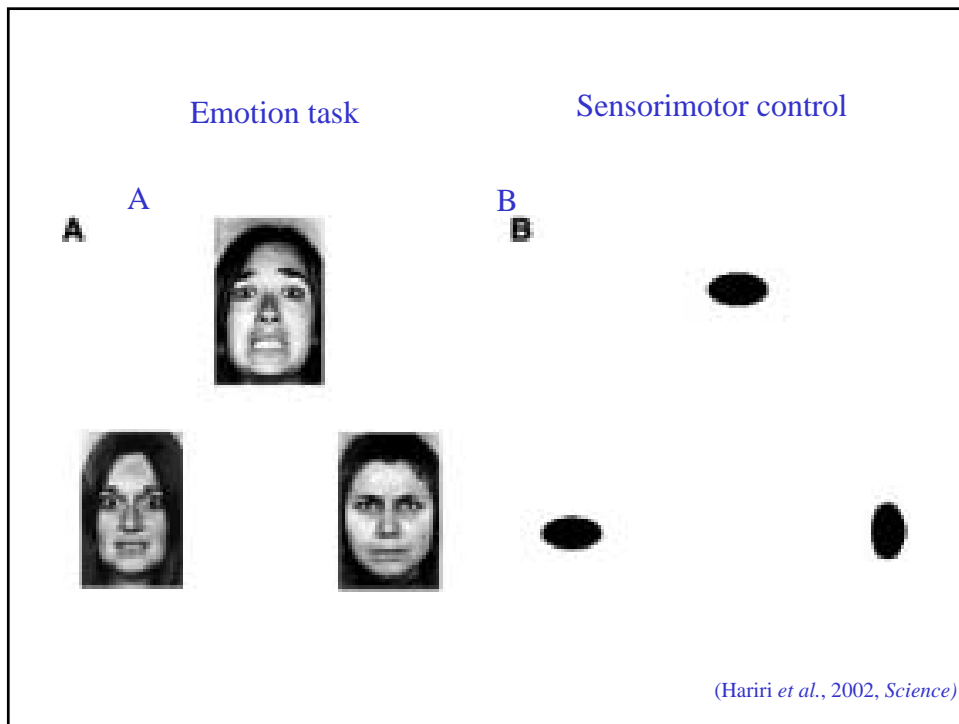 Emotion task
Sensorimotor control
A
B
A
B
(Hariri et al., 2002, Science)